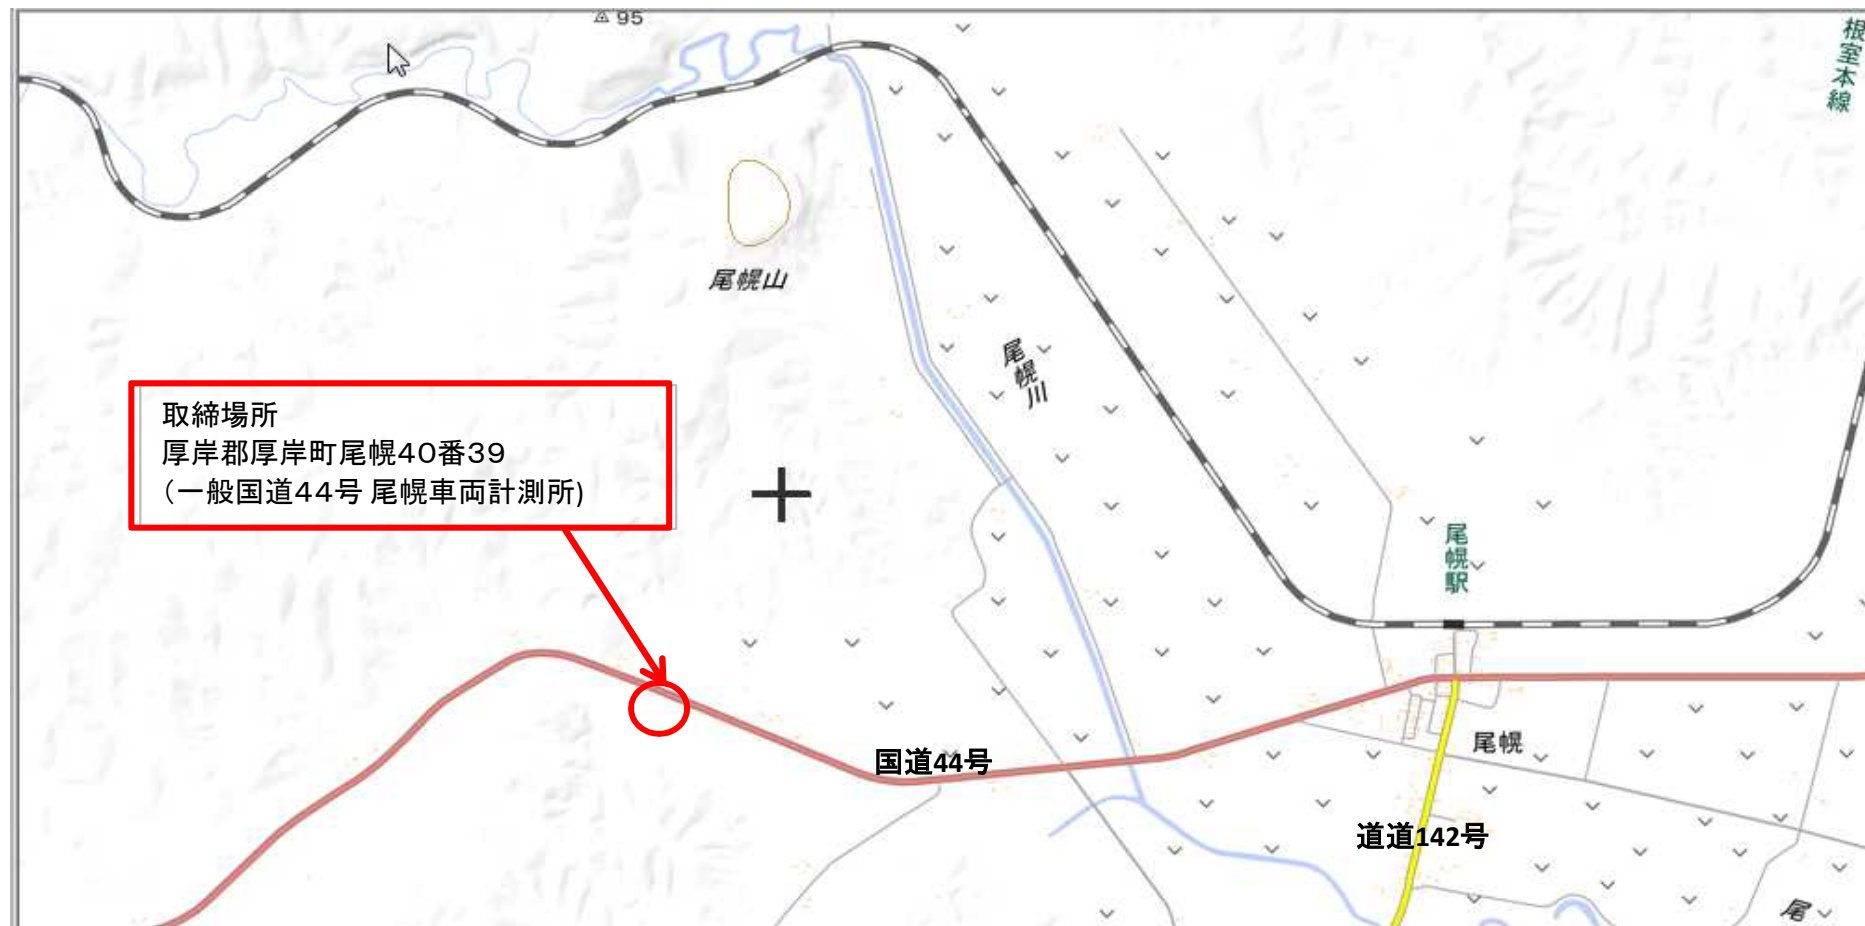 95
根室本線
尾幌山
尾幌川
取締場所
厚岸郡厚岸町尾幌40番39
(一般国道44号 尾幌車両計測所)
尾幌駅
国道44号
尾幌
道道142号
尾